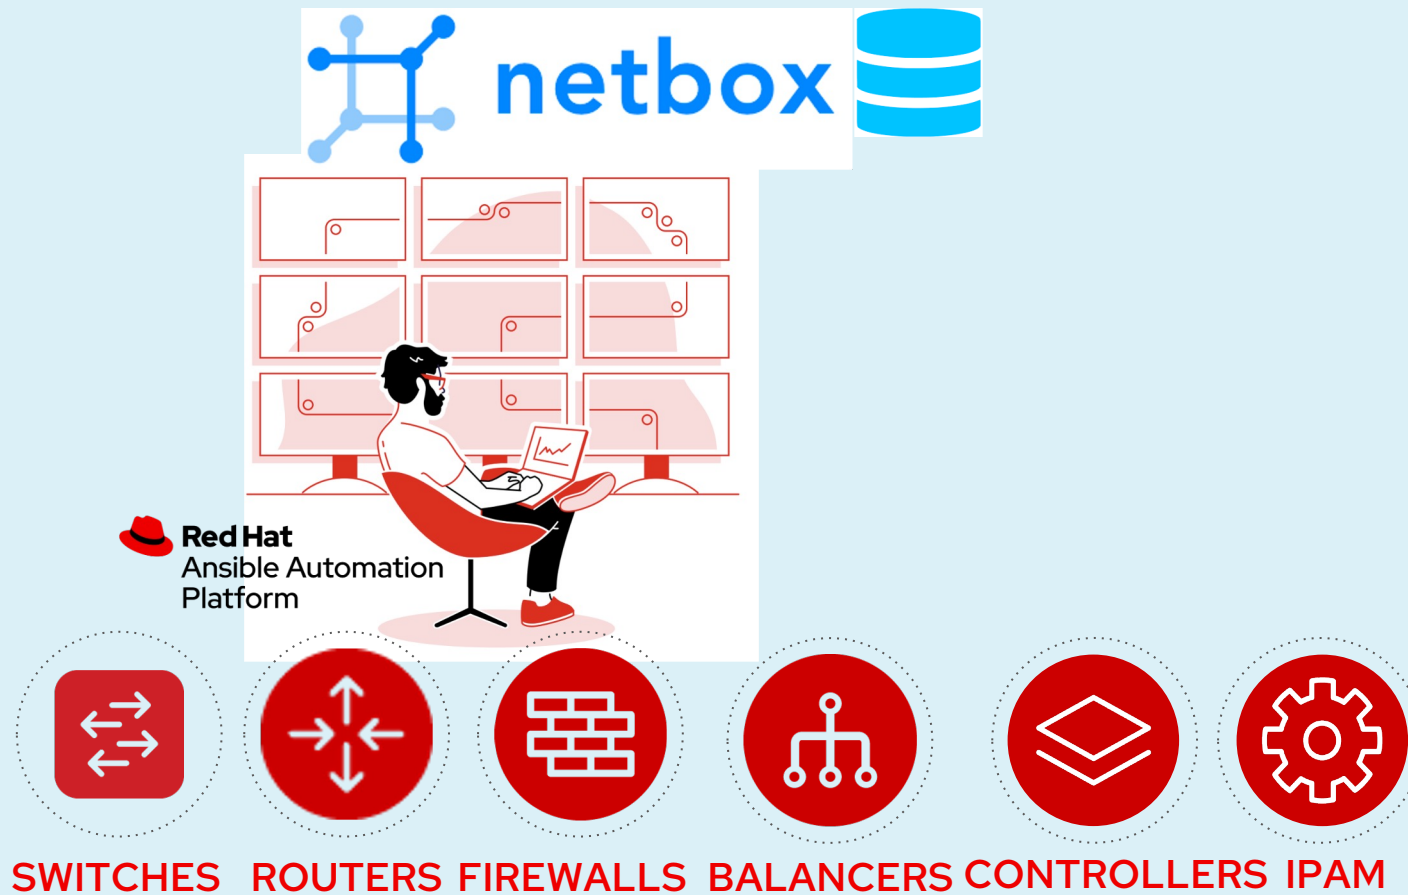 netbox
Red Hat
Ansible Automation
Platform
SWITCHES ROUTERS FIREWALLS BALANCERS CONTROLLERS IPAM